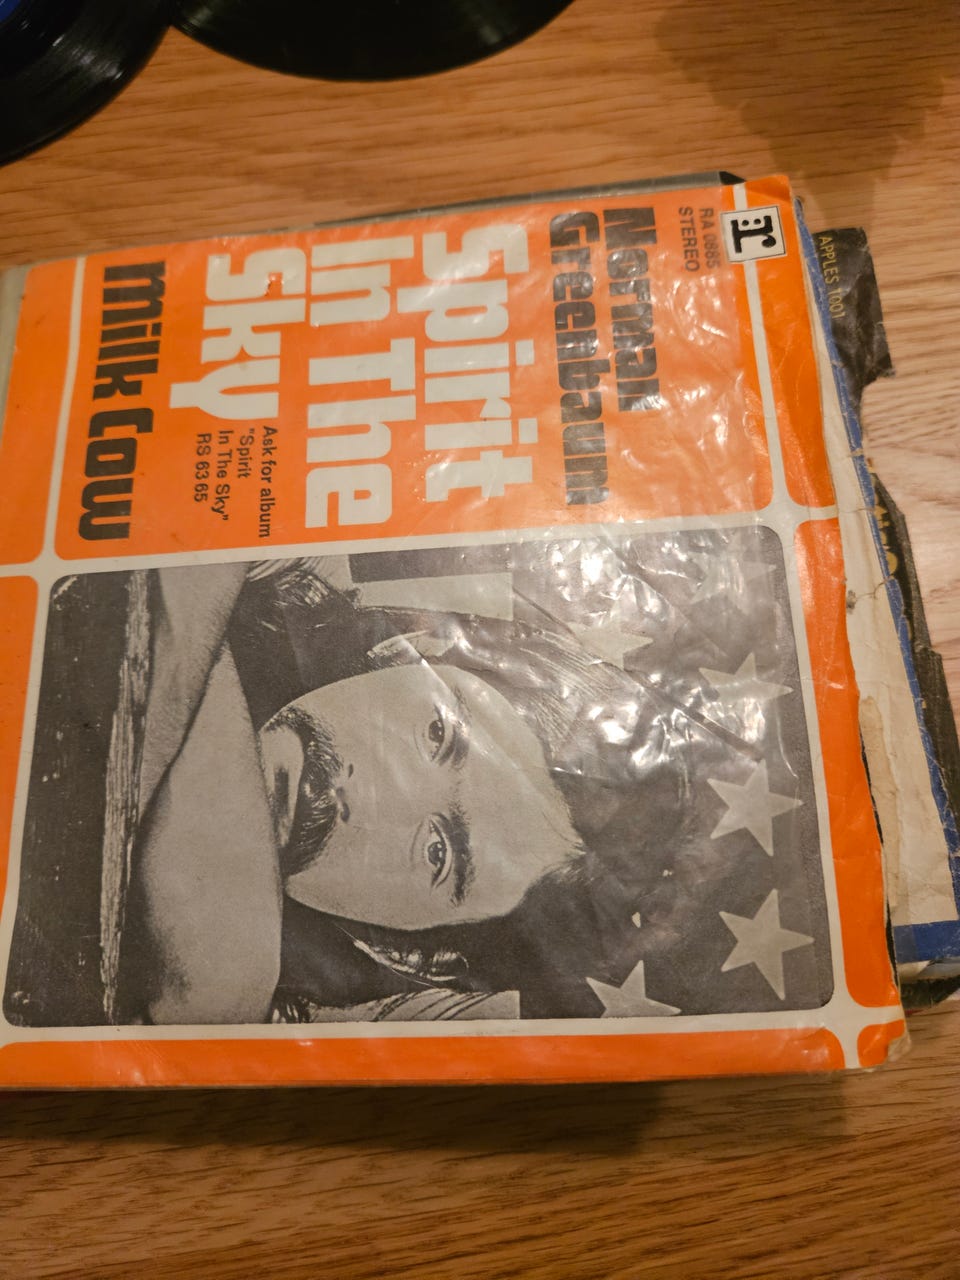 RA 0885
STEREO
r
Norman
Greenbaum
Spirit
In The
Sky
Ask for album
"Spirit
In The Sky"
RS 6365
Milk Cow
APPLES 1001